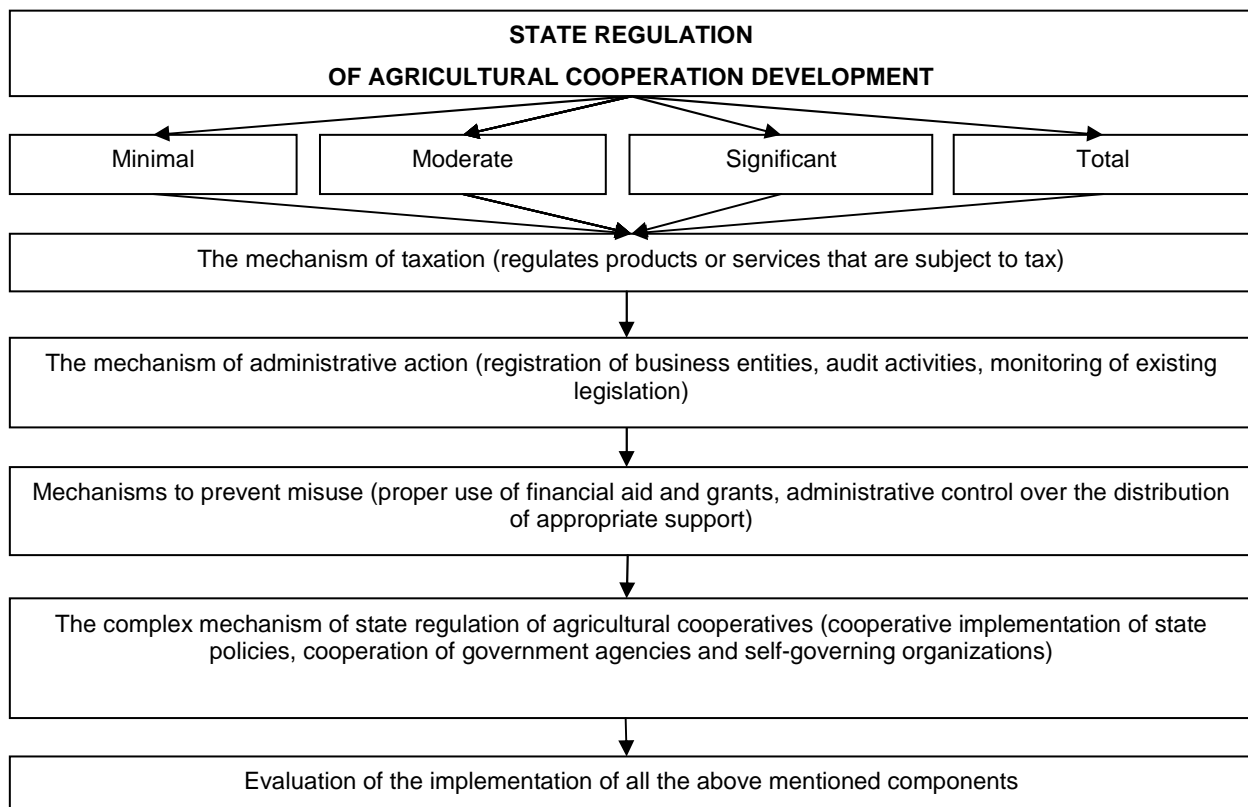 STATE REGULATION
OF AGRICULTURAL COOPERATION DEVELOPMENT
Minimal
Moderate
Significant
Total
The mechanism of taxation (regulates products or services that are subject to tax)
The mechanism of administrative action (registration of business entities, audit activities, monitoring of existing
legislation)
Mechanisms to prevent misuse (proper use of financial aid and grants, administrative control over the distribution
of appropriate support)
The complex mechanism of state regulation of agricultural cooperatives (cooperative implementation of state
policies, cooperation of government agencies and self-governing organizations)
Evaluation of the implementation of all the above mentioned components